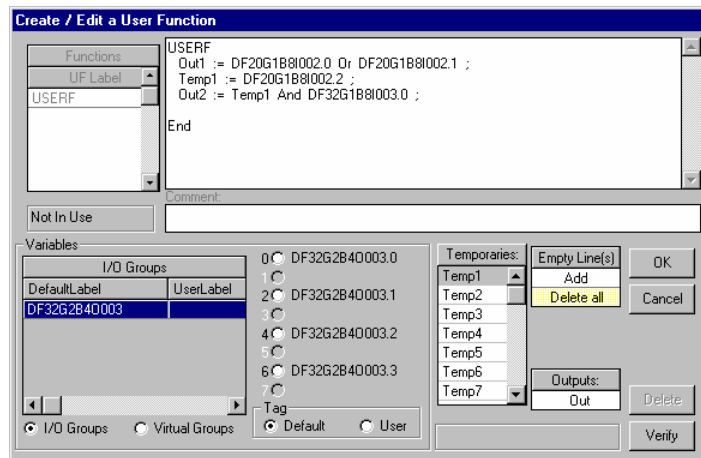 Create / Edit a User Function
Functions
UF Label
USERF
Not In Use
USERF
Out1 := DF20G1B8I002.0 Or DF20G1B8I002.1 ;
Temp1 := DF20G1B8I002.2 ;
Out2 := Temp1 And DF32G1B8I003.0 ;
End
Comment:
Variables
I/O Groups
DefaultLabel UserLabel
DF32G2B4O003
I/O Groups Virtual Groups
0 DF32G2B4O003.0
1
2 DF32G2B4O003.1
3
4 DF32G2B4O003.2
5
6 DF32G2B4O003.3
7
Tag
Default User
Temporaries:
Temp1
Temp2
Temp3
Temp4
Temp5
Temp6
Temp7
Empty Line(s)
Add
* Delete all *
Outputs:
Out
OK
Cancel
Delete
Verify